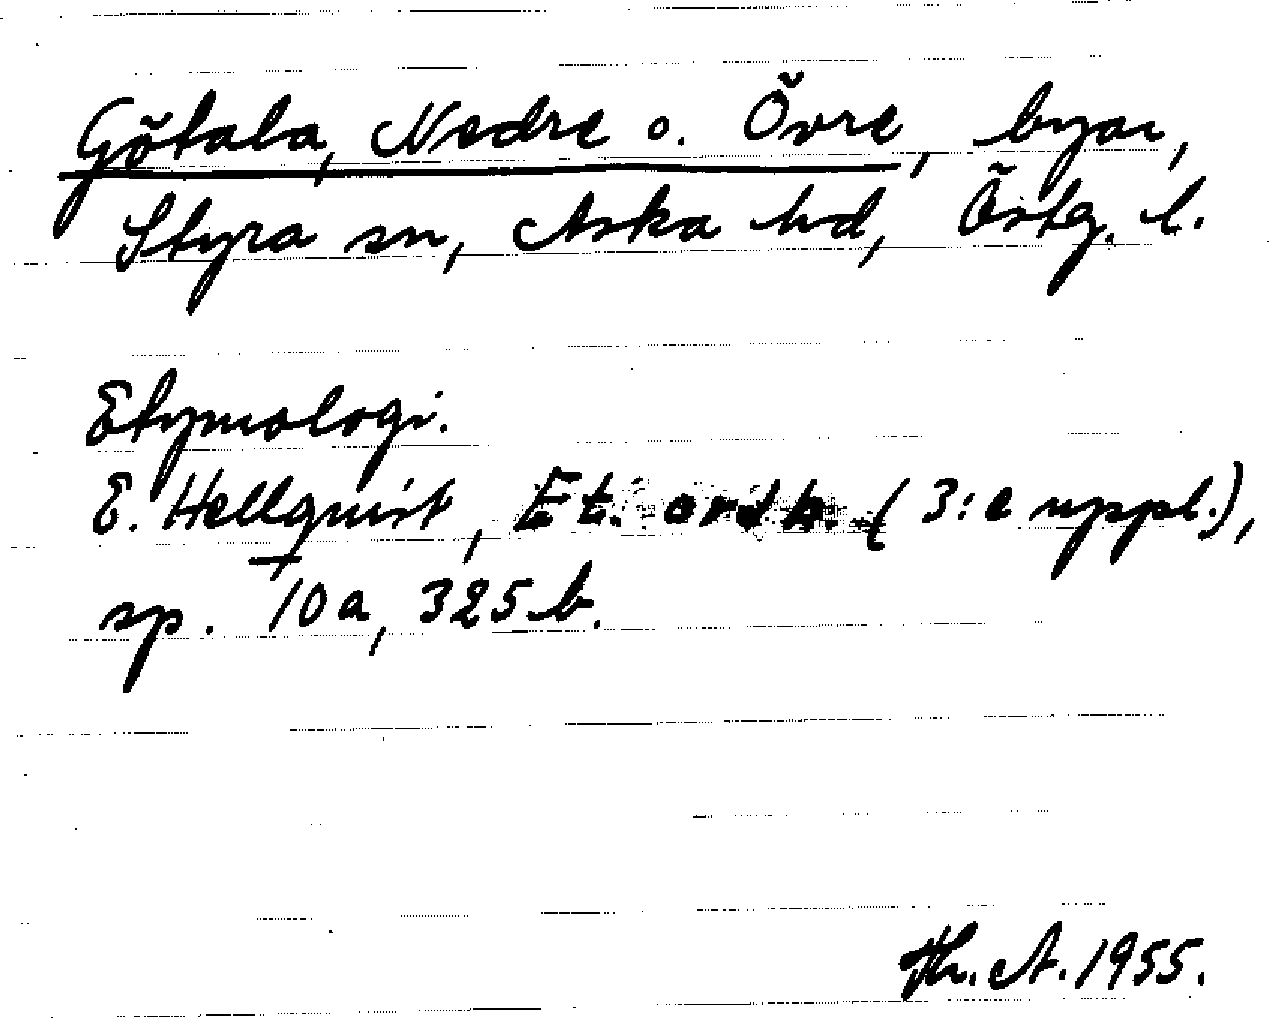 Götala, Nedre o. Övre, byar,
Styra sn, Aska hd, Östg. l.
Etymologi.
E. Hellquist, Et. ordb. (3:e uppl.),
sp. 10a, 325b.
Th. A. 1955.